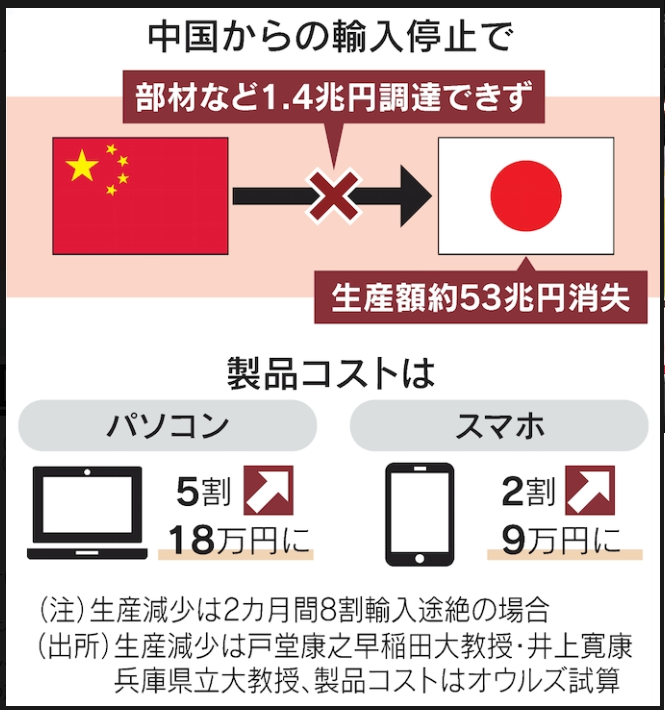 中国からの輸入停止で
部材など1.4兆円調達できず
生産額約53兆円消失
製品コストは
パソコン
スマホ
5割
18万円に
2割
9万円に
(注)生産減少は2カ月間8割輸入途絶の場合
(出所)生産減少は戸堂康之早稲田大教授・井上寛康
兵庫県立大教授、製品コストはオウルズ試算